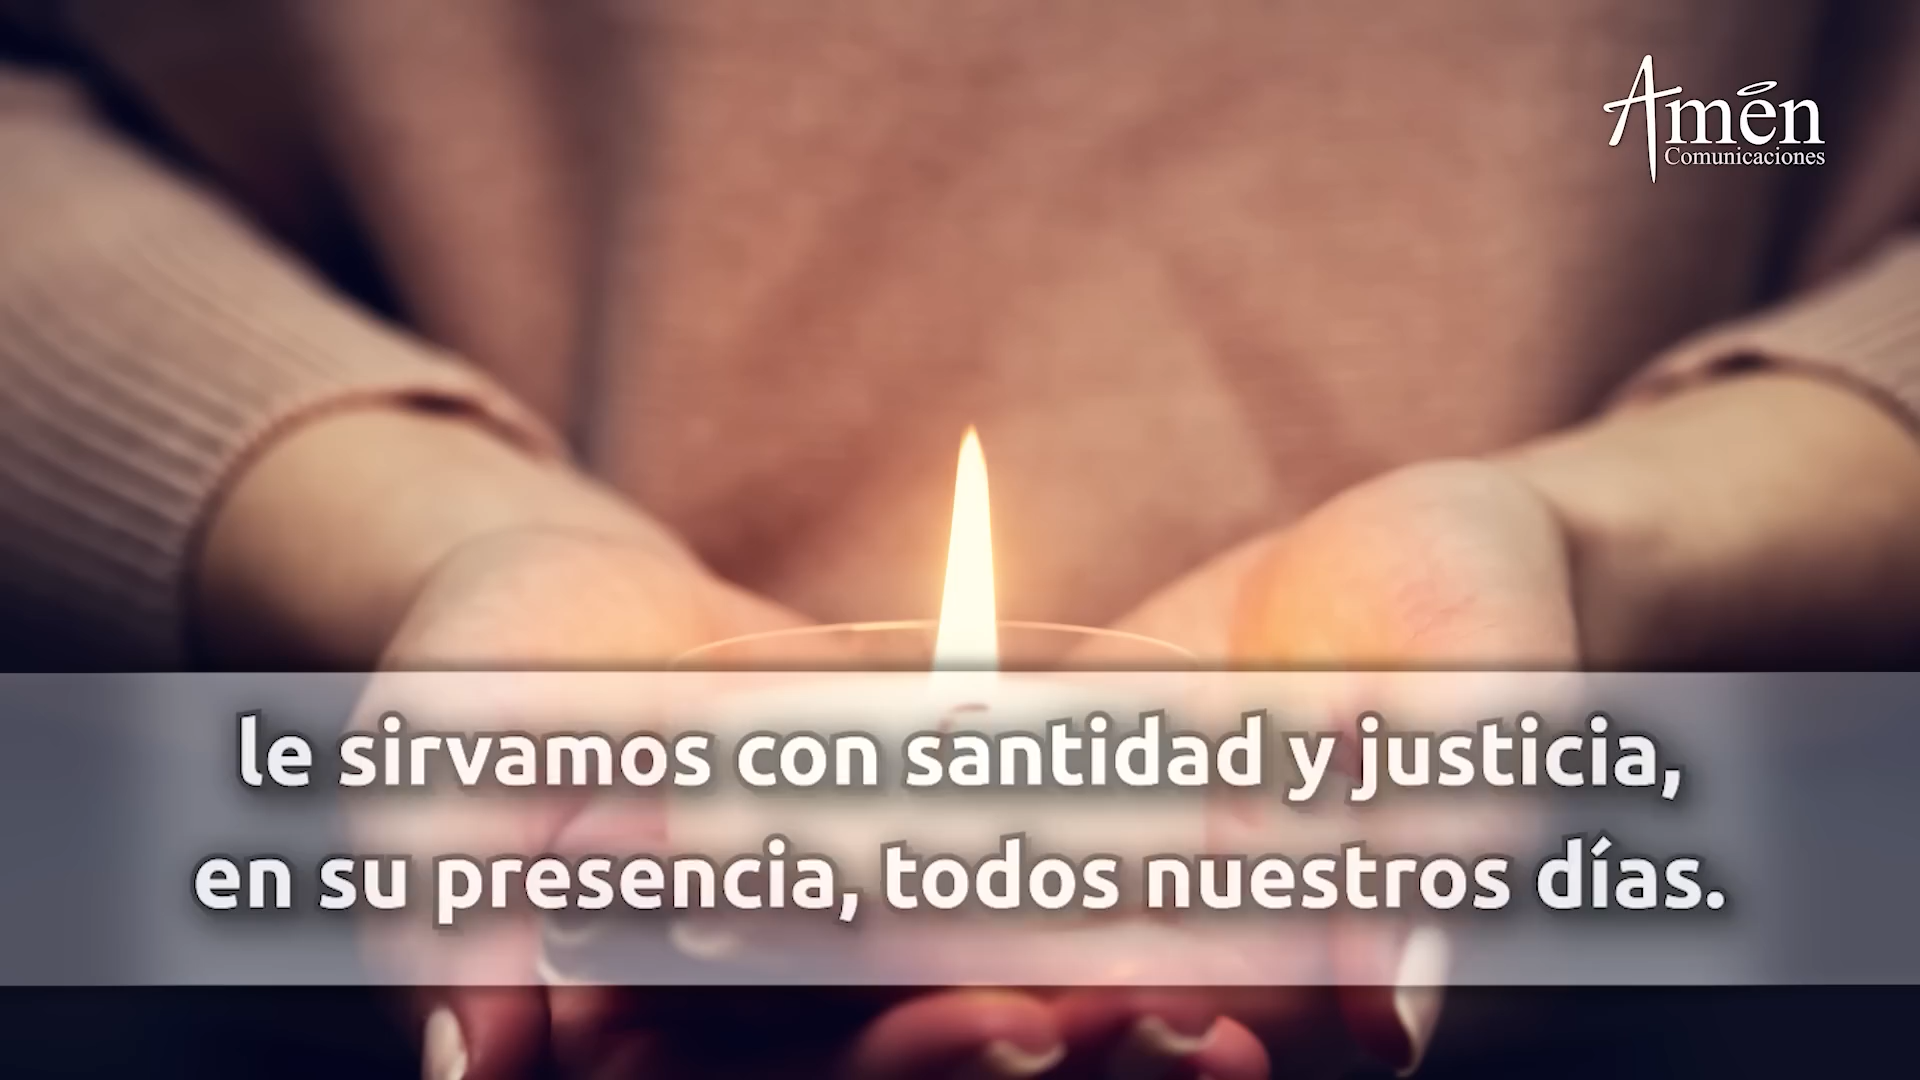 Amén
Comunicaciones
le sirvamos con santidad y justicia,
en su presencia, todos nuestros días.